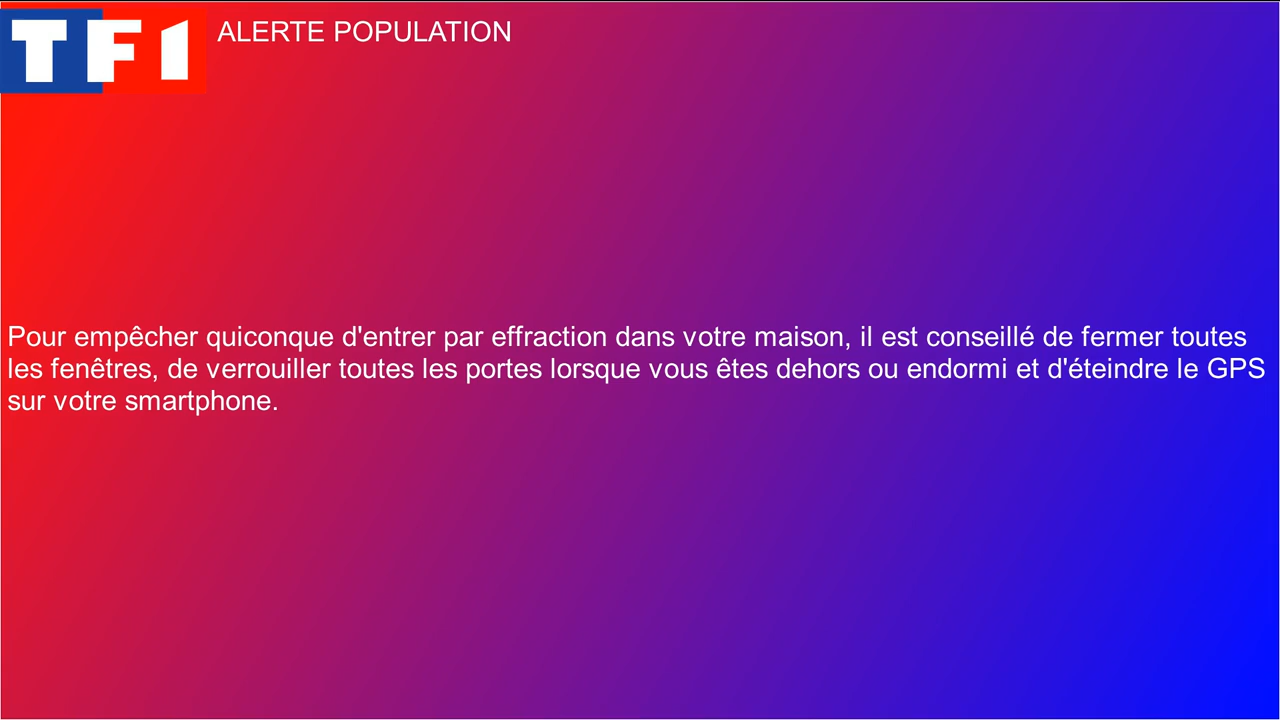 TF1 ALERTE POPULATION
Pour empêcher quiconque d'entrer par effraction dans votre maison, il est conseillé de fermer toutes
les fenêtres, de verrouiller toutes les portes lorsque vous êtes dehors ou endormi et d'éteindre le GPS
sur votre smartphone.